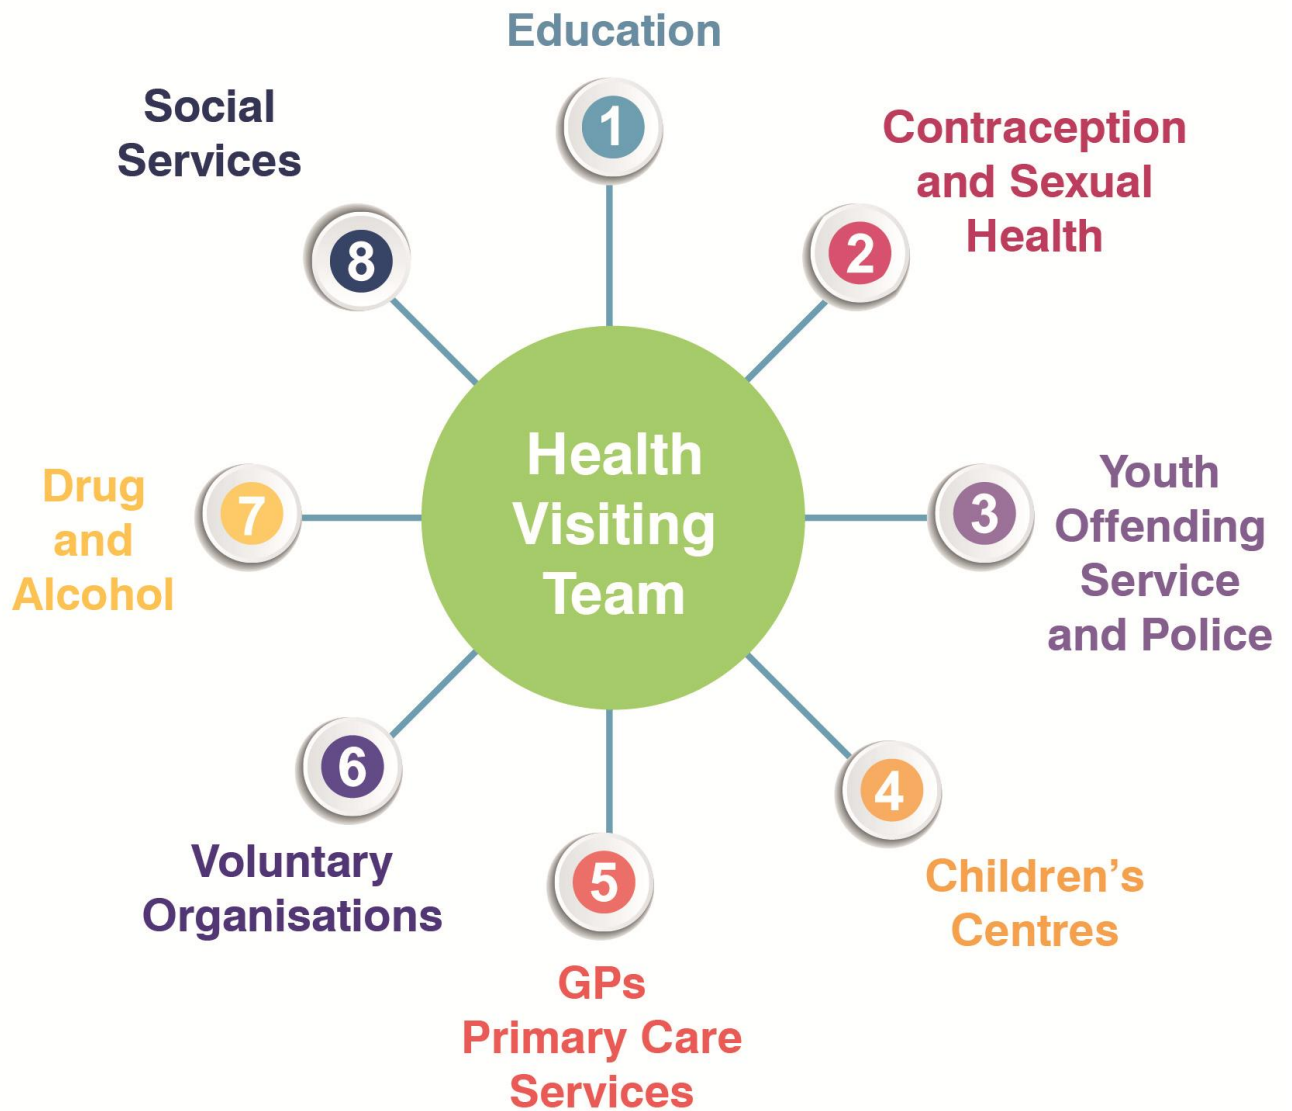 Education
1
Contraception
and Sexual
Health
2
Youth
Offending
Service
and Police
3
Children’s
Centres
4
GPs
Primary Care
Services
5
Voluntary
Organisations
6
Drug
and
Alcohol
7
Social
Services
8
Health
Visiting
Team